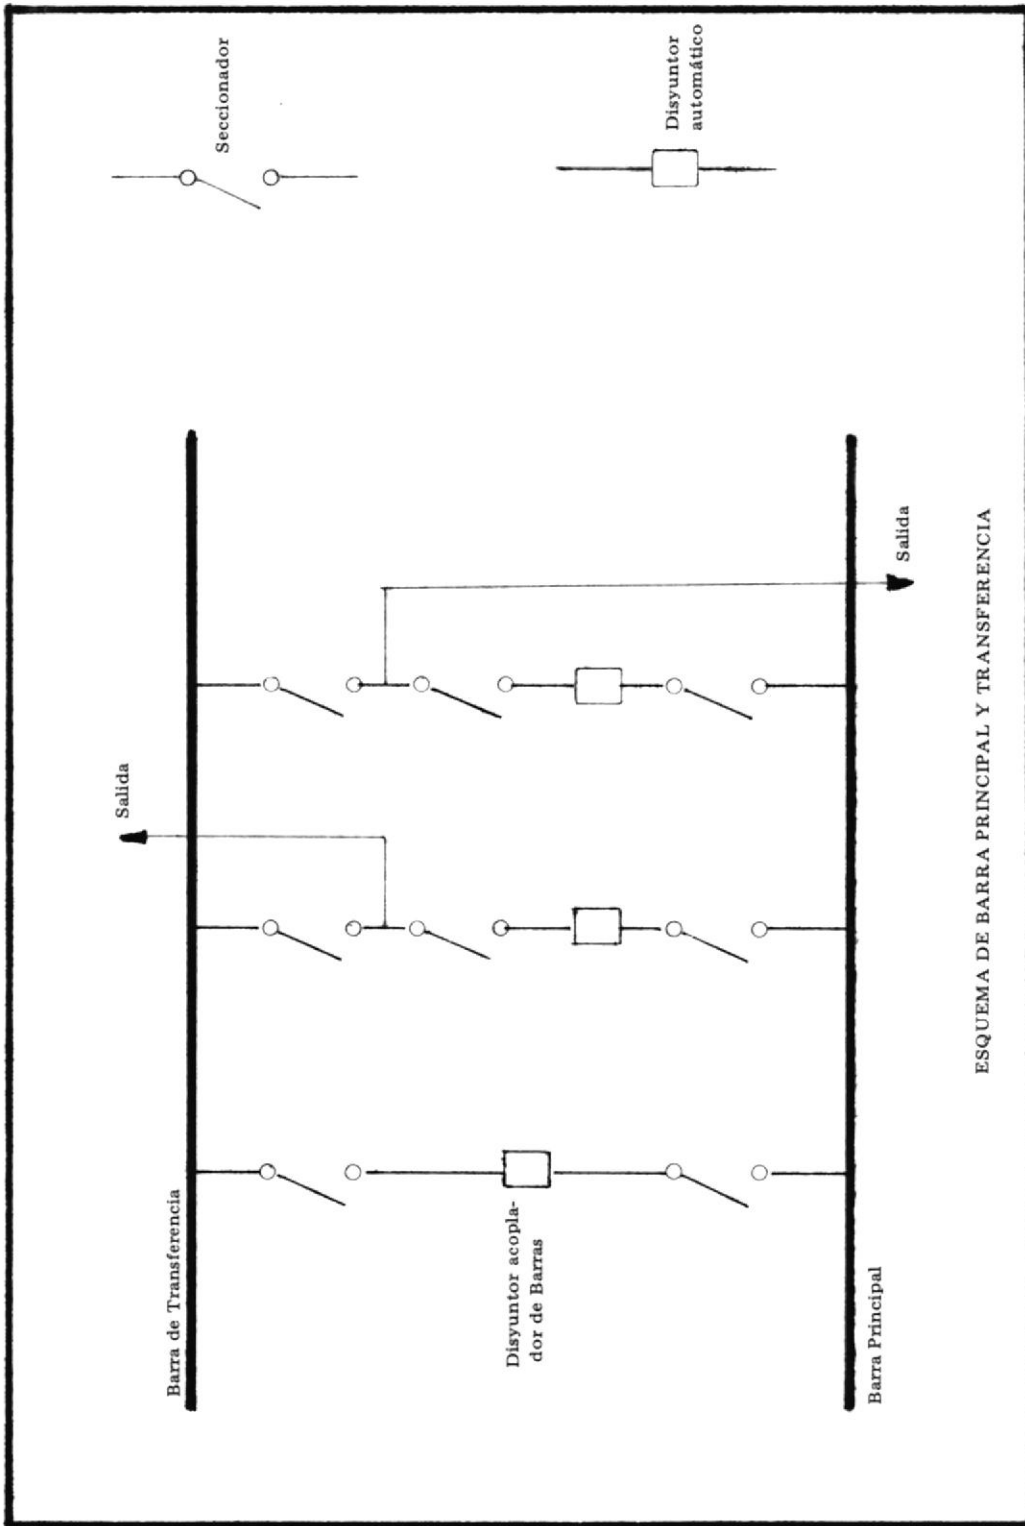 Seccionador
Disyuntor
automático
Salida
Salida
Barra de Transferencia
Disyuntor acopla-
dor de Barras
Barra Principal
ESQUEMA DE BARRA PRINCIPAL Y TRANSFERENCIA